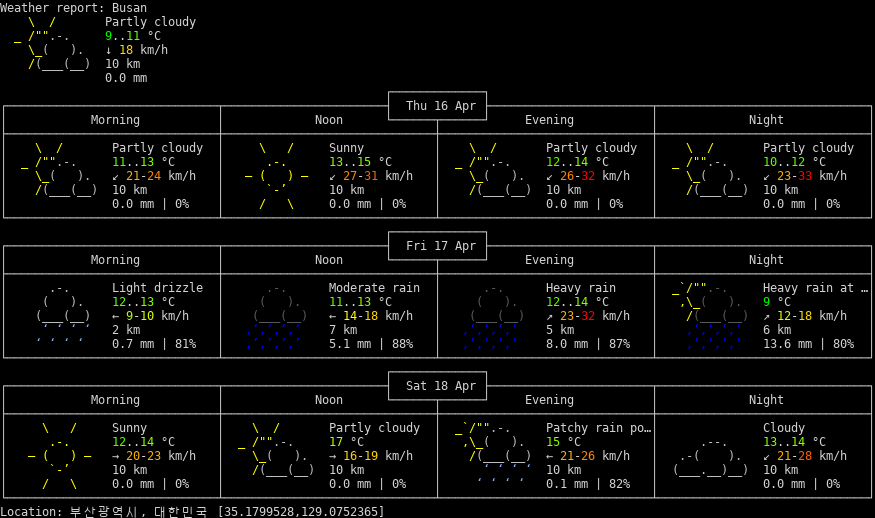 Weather report: Busan
Partly cloudy
9..11 °C
↓ 18 km/h
10 km
0.0 mm
Thu 16 Apr
Morning Noon Evening Night
Partly cloudy Sunny Partly cloudy Partly cloudy
11..13 °C 13..15 °C 12..14 °C 10..12 °C
↙ 21-24 km/h ↙ 27-31 km/h ↙ 26-32 km/h ↙ 23-33 km/h
10 km 10 km 10 km 10 km
0.0 mm | 0% 0.0 mm | 0% 0.0 mm | 0% 0.0 mm | 0%
Fri 17 Apr
Morning Noon Evening Night
Light drizzle Moderate rain Heavy rain Heavy rain at …
12..13 °C 11..13 °C 12..14 °C 9 °C
← 9-10 km/h ← 14-18 km/h ↗ 23-32 km/h ↗ 12-18 km/h
2 km 7 km 5 km 6 km
0.7 mm | 81% 5.1 mm | 88% 8.0 mm | 87% 13.6 mm | 80%
Sat 18 Apr
Morning Noon Evening Night
Sunny Partly cloudy Patchy rain po… Cloudy
12..14 °C 17 °C 15 °C 13..14 °C
→ 20-23 km/h → 16-19 km/h ← 21-26 km/h ↙ 21-28 km/h
10 km 10 km 10 km 10 km
0.0 mm | 0% 0.0 mm | 0% 0.1 mm | 82% 0.0 mm | 0%
Location: 부산광역시, 대한민국 [35.1799528,129.0752365]